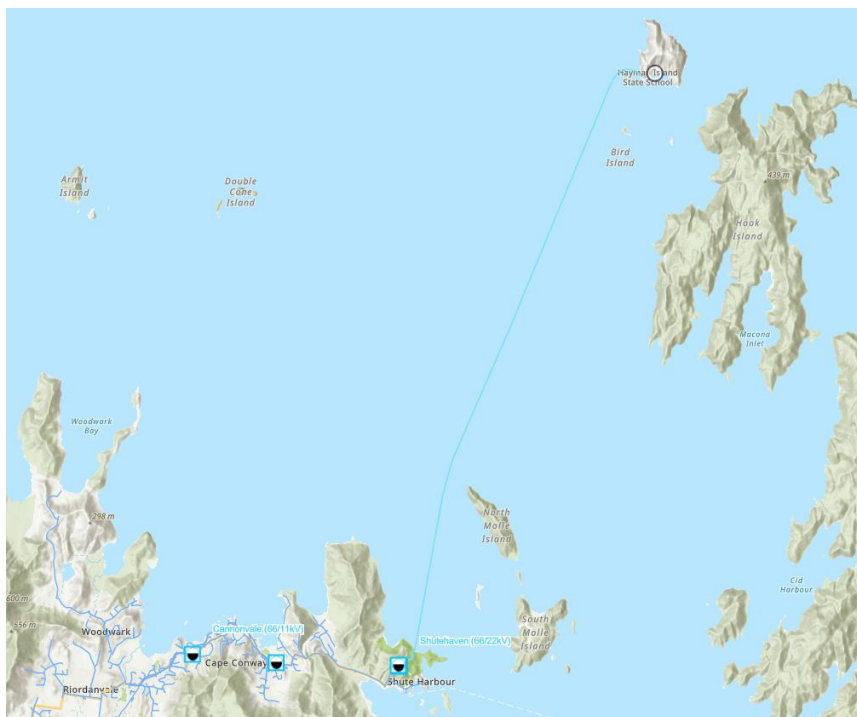 Hayman Island
State School
Bird
Island
Armit
Island
Double
Cone
Island
439 m
Hook
Island
Macona
Inlet
Woodwark
Bay
298 m
North
Molle
Island
600 m
556 m
Cid
Harbour
Cannonvale (66/11kV)
Woodwark
Shutehaven (66/22kV)
South
Molle
Island
Cape Conway
Riordanvale
Shute Harbour